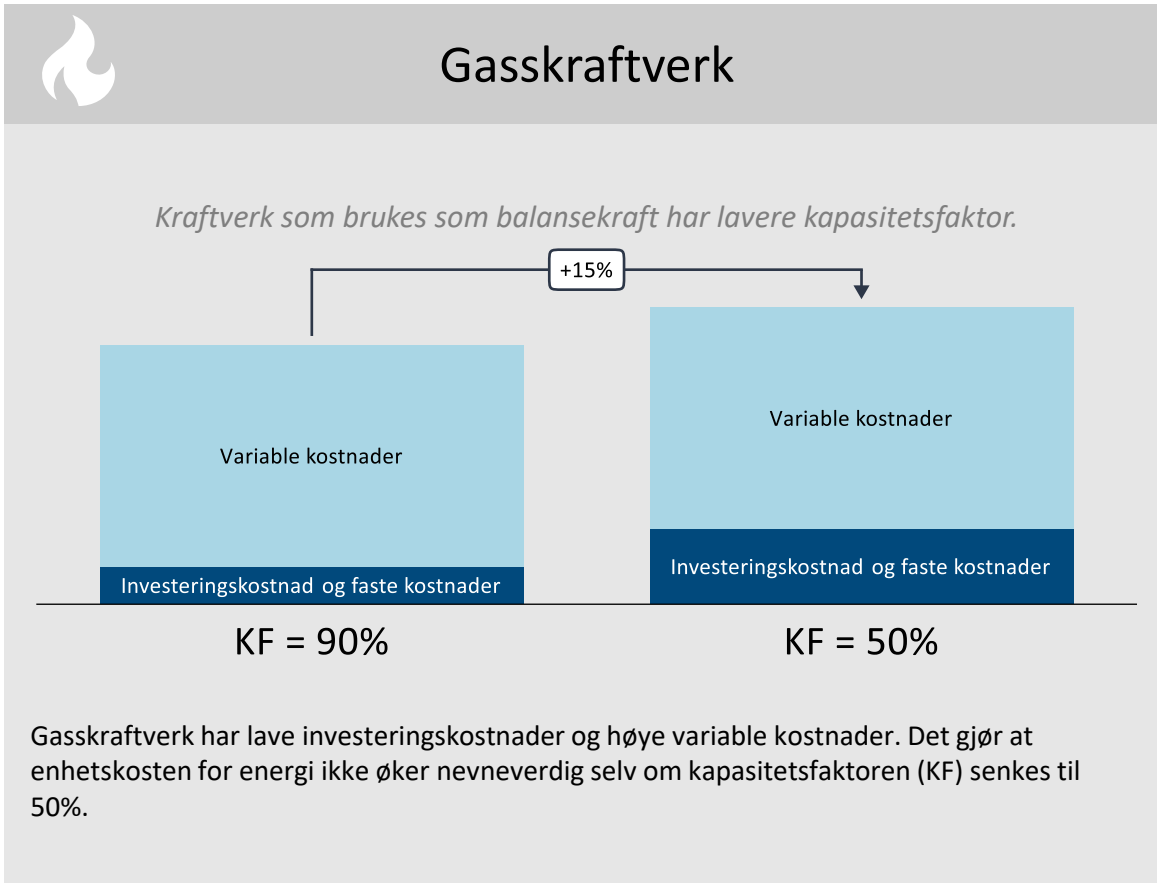 Gasskraftverk
Kraftverk som brukes som balansekraft har lavere kapasitetsfaktor.
+15%
Variable kostnader
Variable kostnader
Investeringskostnad og faste kostnader
Investeringskostnad og faste kostnader
KF = 90%
KF = 50%
Gasskraftverk har lave investeringskostnader og høye variable kostnader. Det gjør at
enhetskosten for energi ikke øker nevneverdig selv om kapasitetsfaktoren (KF) senkes til
50%.